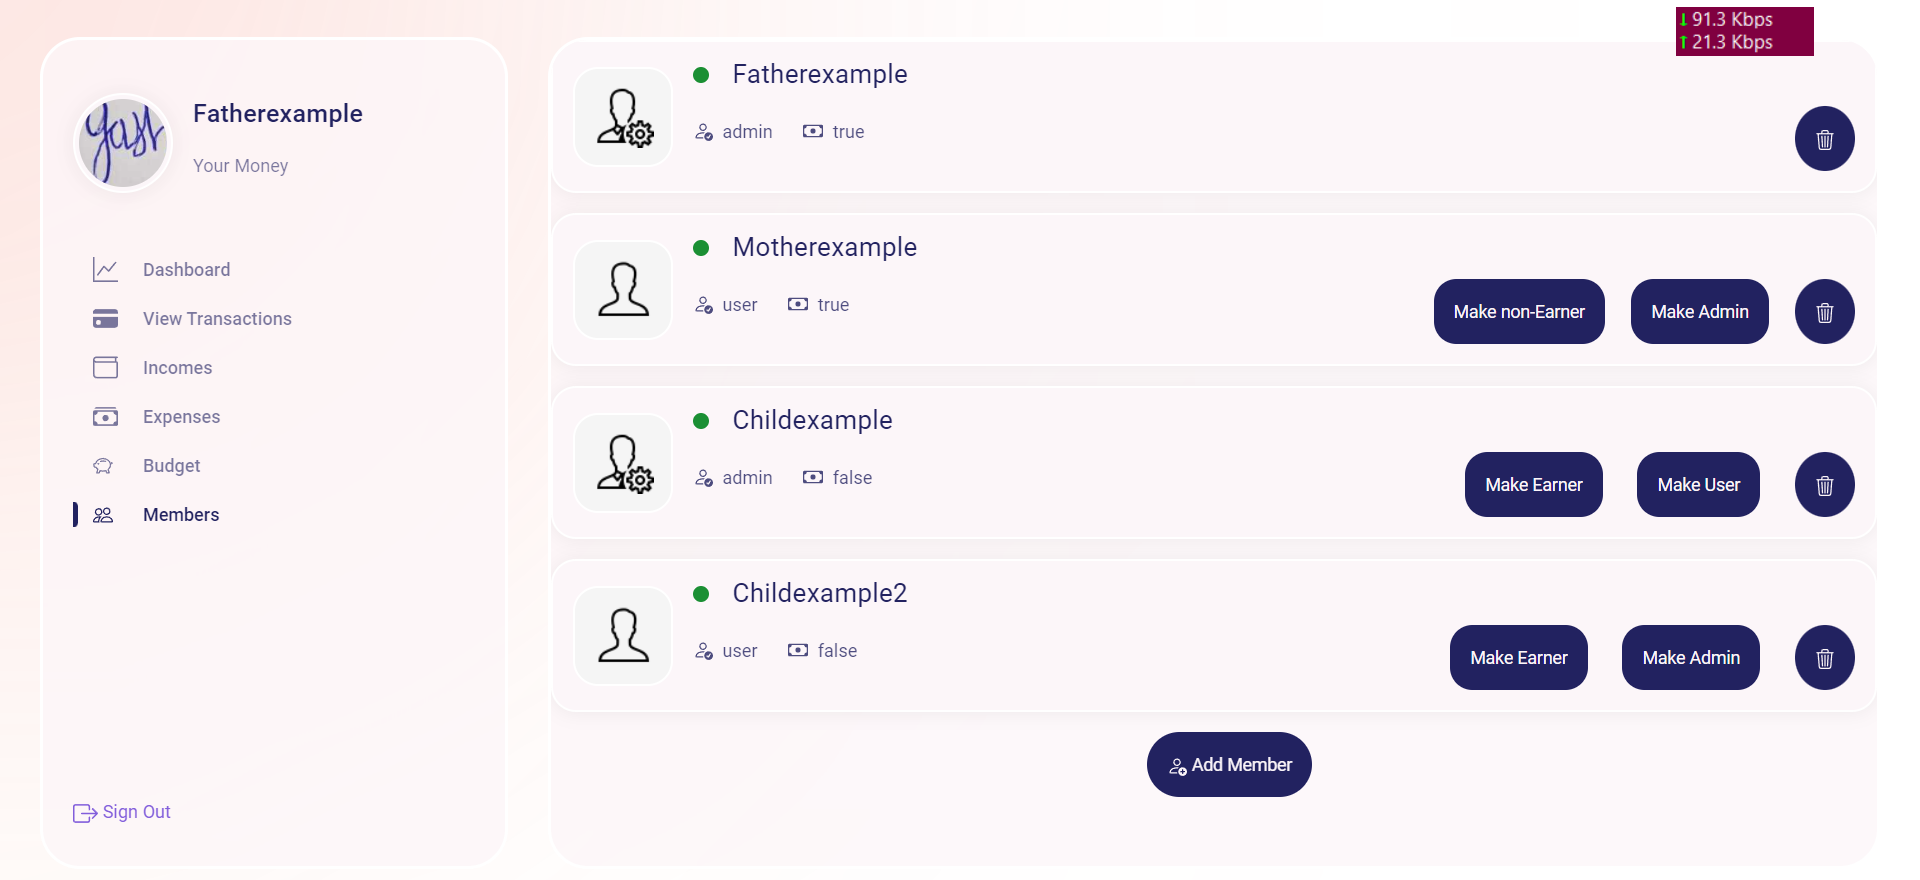 91.3 Kbps
21.3 Kbps
Fatherexample
Your Money
Dashboard
View Transactions
Incomes
Expenses
Budget
Members
Sign Out
Fatherexample
admin true
Motherexample
user true
Make non-Earner Make Admin
Childexample
admin false
Make Earner Make User
Childexample2
user false
Make Earner Make Admin
Add Member